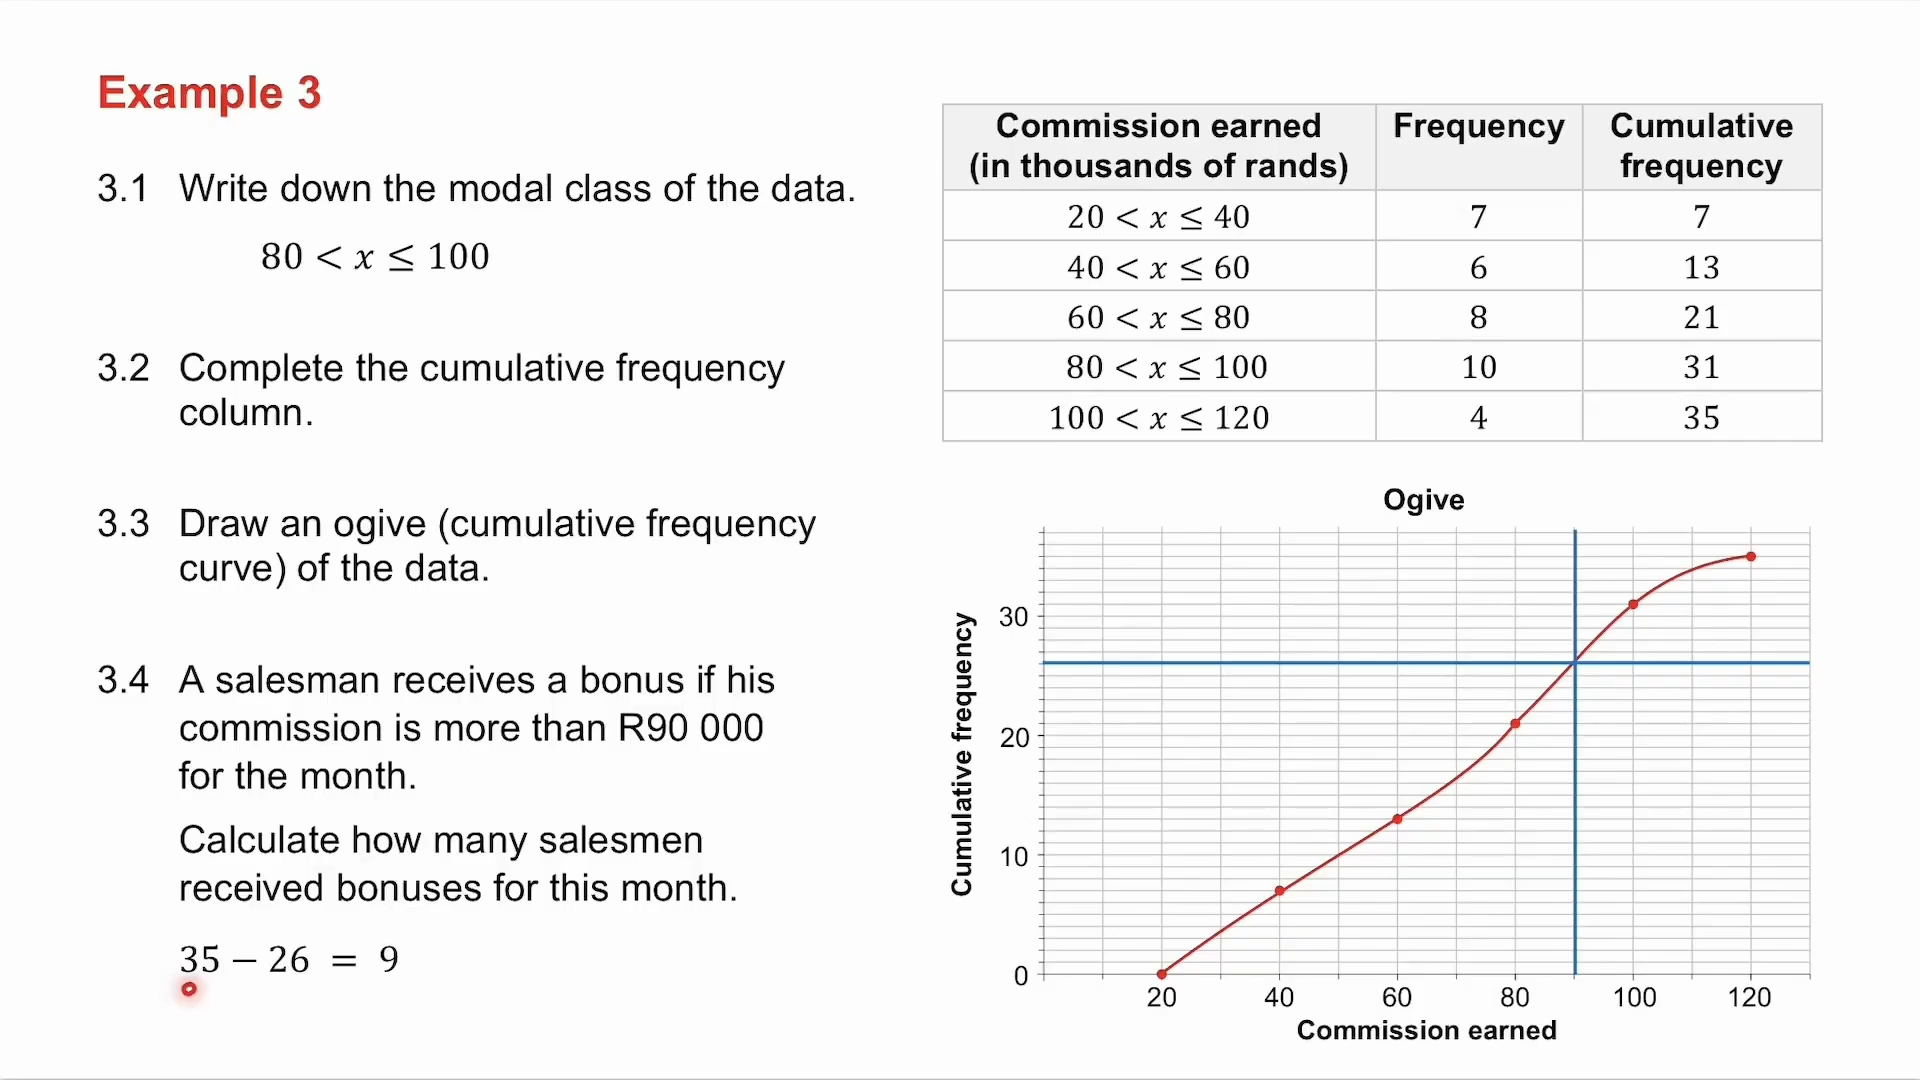 Example 3
3.1 Write down the modal class of the data.
80 < x ≤ 100
3.2 Complete the cumulative frequency
column.
3.3 Draw an ogive (cumulative frequency
curve) of the data.
3.4 A salesman receives a bonus if his
commission is more than R90 000
for the month.
Calculate how many salesmen
received bonuses for this month.
35 − 26 = 9
Commission earned Frequency Cumulative
(in thousands of rands) frequency
20 < x ≤ 40 7 7
40 < x ≤ 60 6 13
60 < x ≤ 80 8 21
80 < x ≤ 100 10 31
100 < x ≤ 120 4 35
Ogive
Cumulative frequency
30
20
10
0
20 40 60 80 100 120
Commission earned